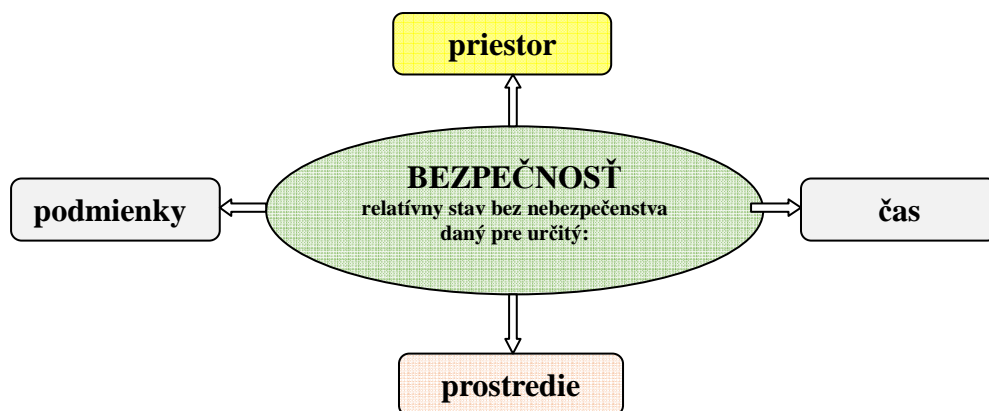 priestor
BEZPEČNOSŤ
relatívny stav bez nebezpečenstva
daný pre určitý:
podmienky
čas
prostredie